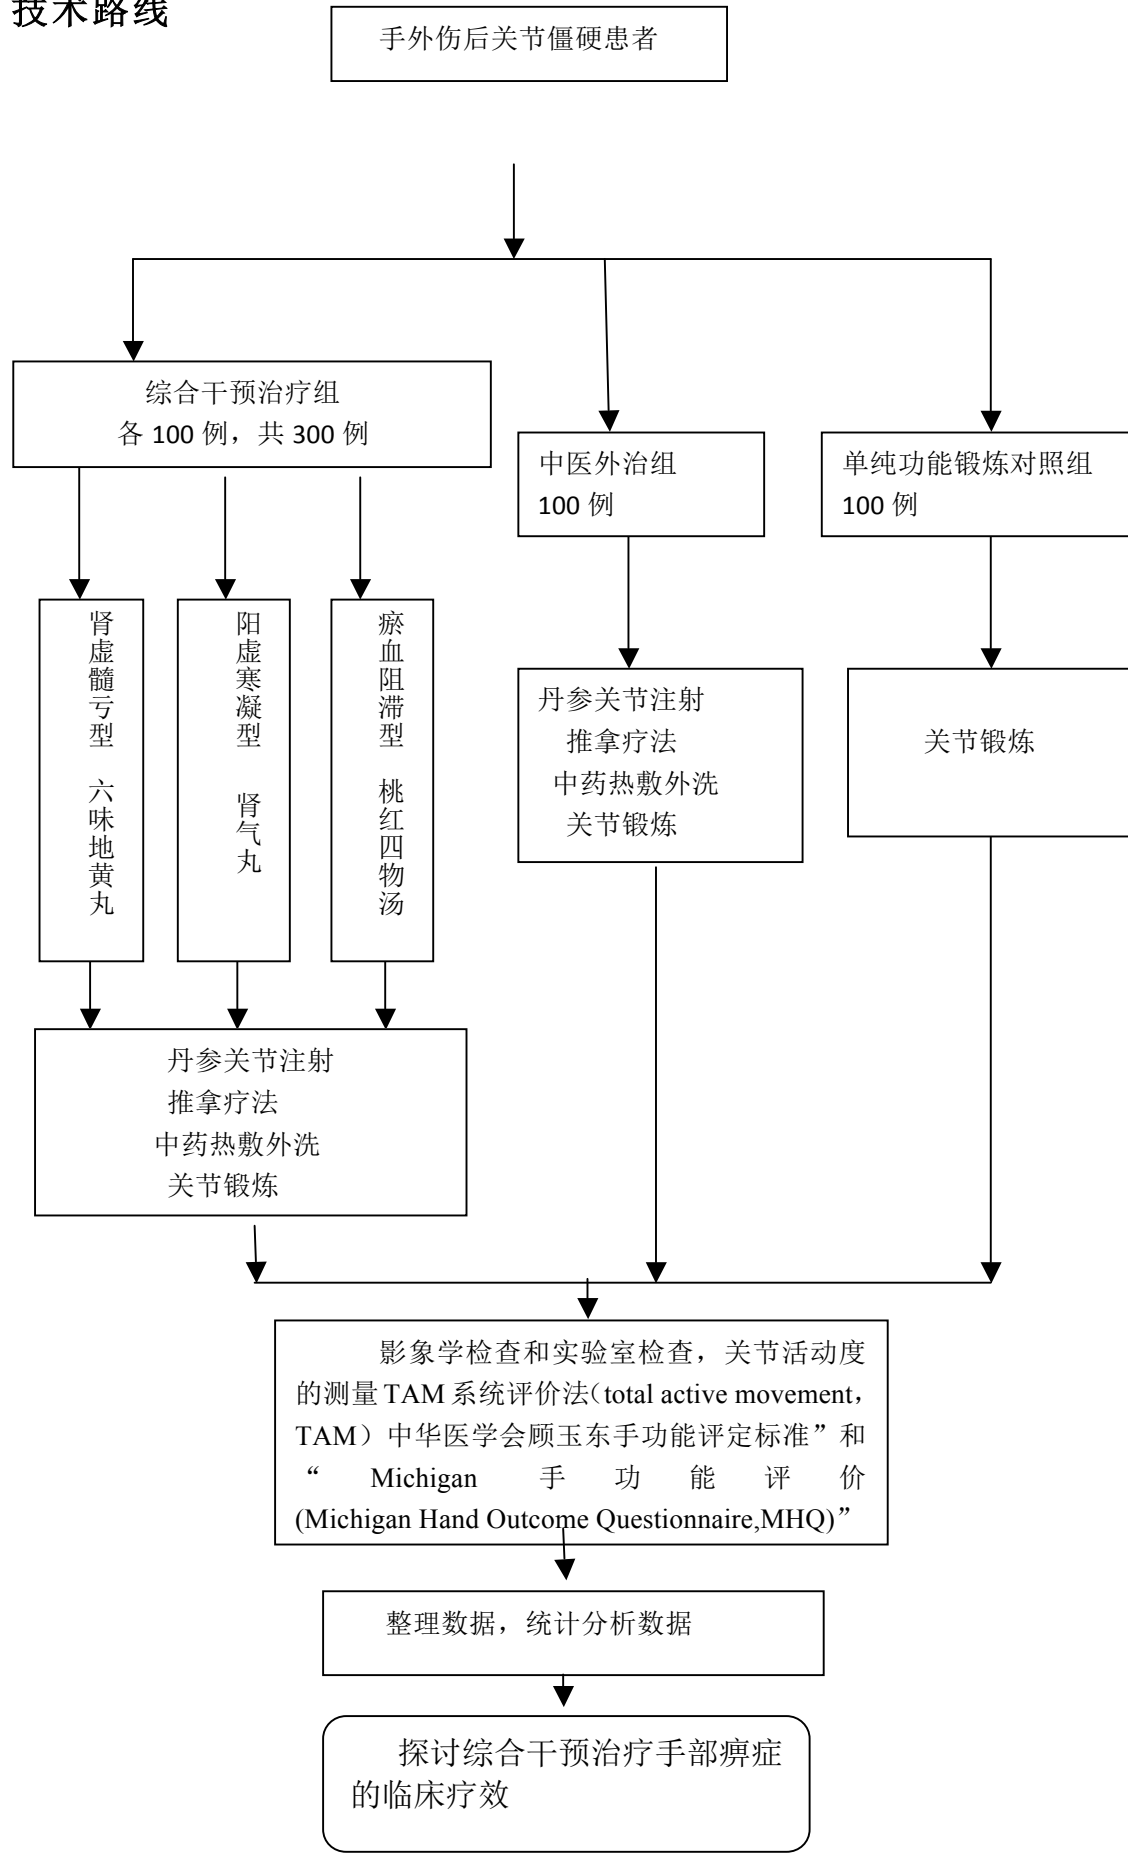 技术路线
手外伤后关节僵硬患者
综合干预治疗组
各 100 例，共 300 例
中医外治组
100 例
单纯功能锻炼对照组
100 例
肾虚髓亏型 六味地黄丸
阳虚寒凝型 肾气丸
瘀血阻滞型 桃红四物汤
丹参关节注射
推拿疗法
中药热敷外洗
关节锻炼
关节锻炼
丹参关节注射
推拿疗法
中药热敷外洗
关节锻炼
影象学检查和实验室检查，关节活动度
的测量 TAM 系统评价法（total active movement，
TAM）中华医学会顾玉东手功能评定标准”和
“ Michigan 手 功 能 评 价
(Michigan Hand Outcome Questionnaire,MHQ)”
整理数据，统计分析数据
探讨综合干预治疗手部痹症
的临床疗效